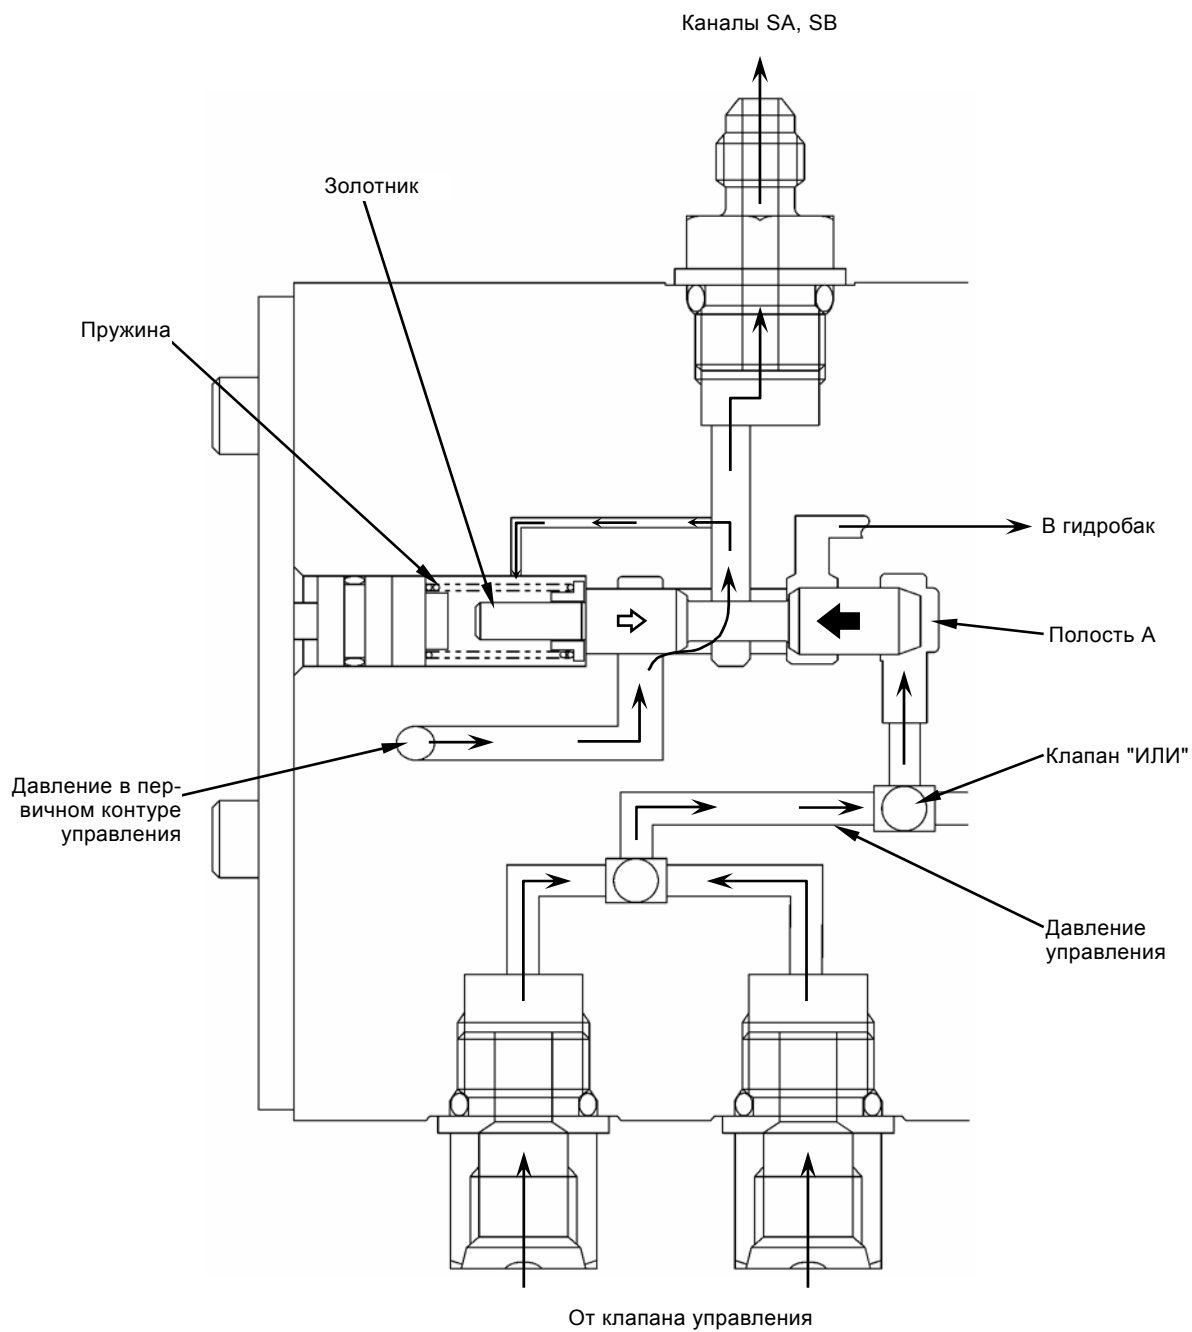 Каналы SA, SB
Золотник
Пружина
В гидробак
Полость А
Клапан "ИЛИ"
Давление в пер-
вичном контуре
управления
Давление
управления
От клапана управления